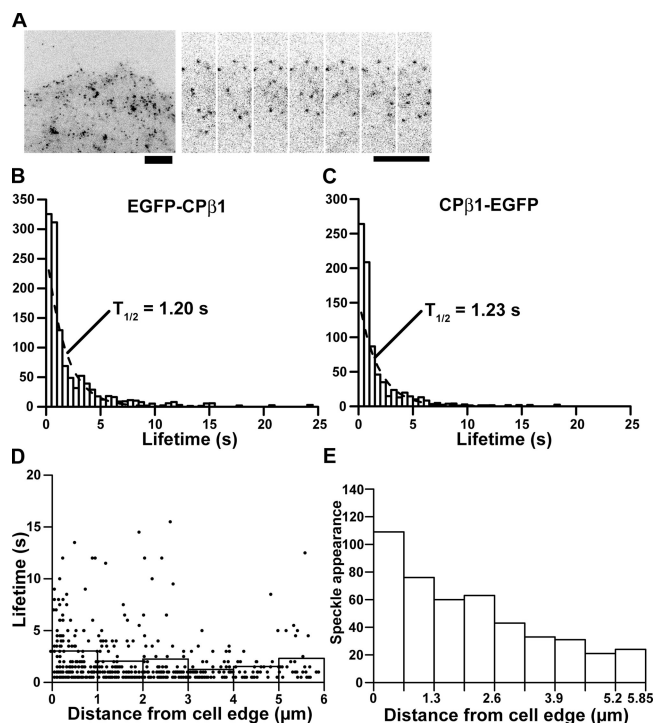 A
B
EGFP-CPβ1
350
300
250
200
150
100
50
0
T1/2 = 1.20 s
0 5 10 15 20 25
Lifetime (s)
C
CPβ1-EGFP
300
250
200
150
100
50
0
T1/2 = 1.23 s
0 5 10 15 20 25
Lifetime (s)
D
Lifetime (s)
20
15
10
5
0
0 1 2 3 4 5 6
Distance from cell edge (µm)
E
Speckle appearance
140
120
100
80
60
40
20
0
0 1.3 2.6 3.9 5.2 5.85
Distance from cell edge (µm)